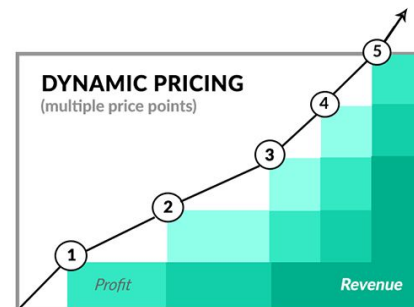 DYNAMIC PRICING
(multiple price points)
5
4
3
2
1
Profit
Revenue